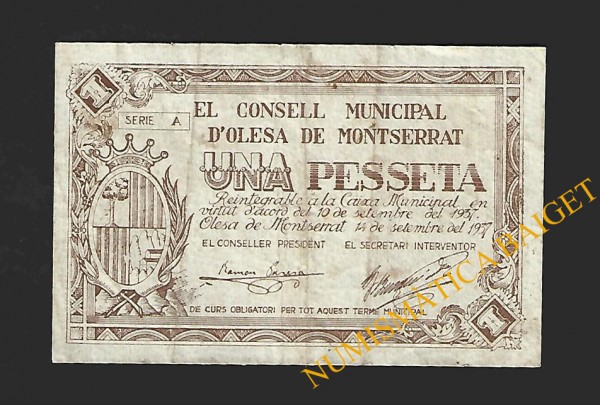 1
SERIE A
EL CONSELL MUNICIPAL
D'OLESA DE MONTSERRAT
UNA PESSETA
Reintegrable a la Caixa Municipal en
virtut d'acord del 10 de setembre del 1937.
Olesa de Montserrat 14 de setembre del 1937
EL CONSELLER PRESIDENT EL SECRETARI INTERVENTOR
Ramon
DE CURS OBLIGATORI PER TOT AQUEST TERME MUNICIPAL
1
NUMISMÀTICA BAIGET